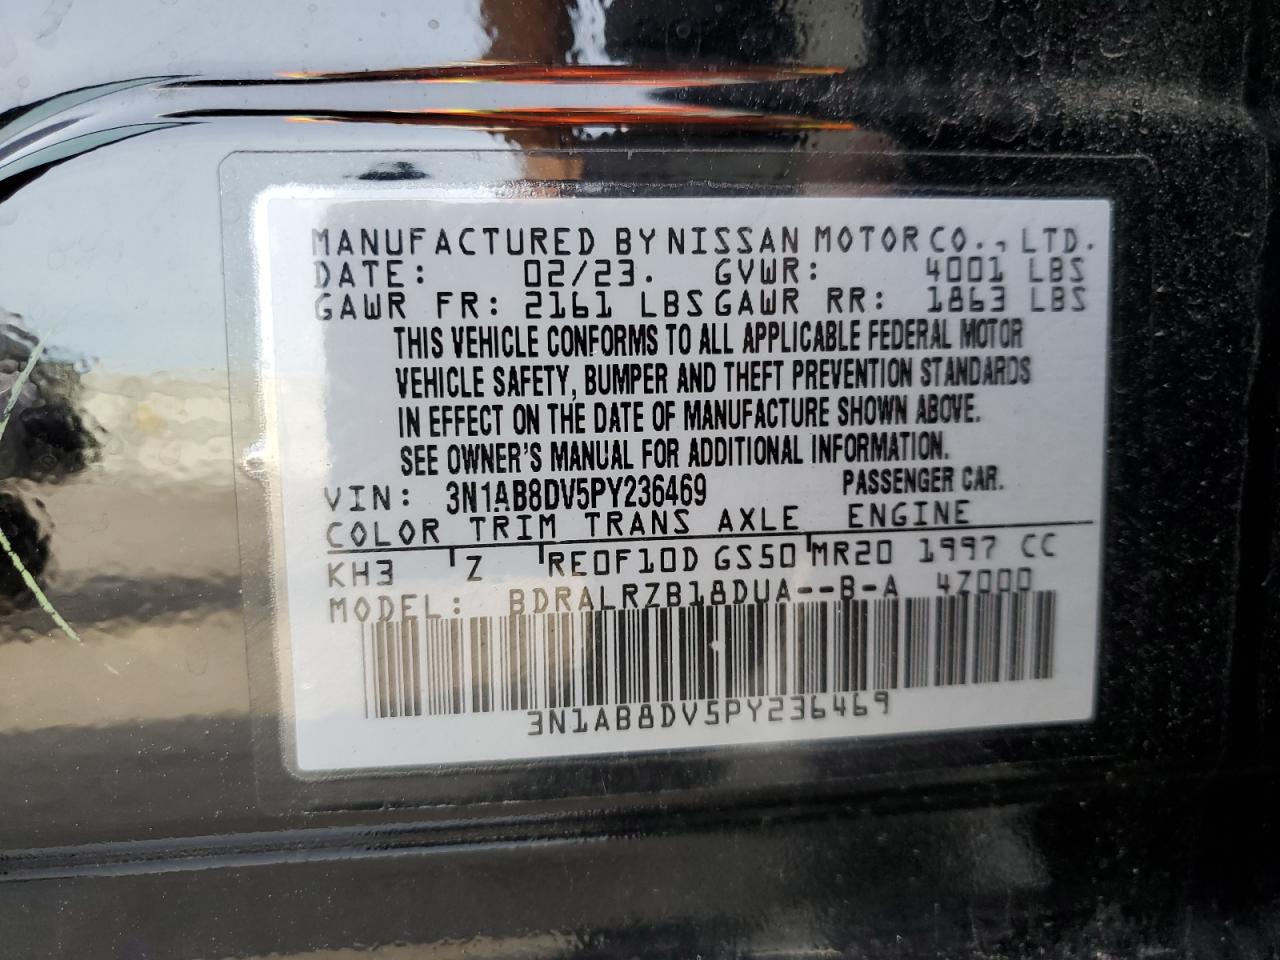 MANUFACTURED BY NISSAN MOTOR CO., LTD.
DATE: 02/23. GVWR: 4001 LBS
GAWR FR: 2161 LBS GAWR RR: 1863 LBS
THIS VEHICLE CONFORMS TO ALL APPLICABLE FEDERAL MOTOR
VEHICLE SAFETY, BUMPER AND THEFT PREVENTION STANDARDS
IN EFFECT ON THE DATE OF MANUFACTURE SHOWN ABOVE.
SEE OWNER'S MANUAL FOR ADDITIONAL INFORMATION.
VIN: 3N1AB8DV5PY236469 PASSENGER CAR.
COLOR TRIM TRANS AXLE ENGINE
KH3 Z RE0F10D GS50 MR20 1997 CC
MODEL: BDRALRZB18DUA--B-A 4Z000
3N1AB8DV5PY236469